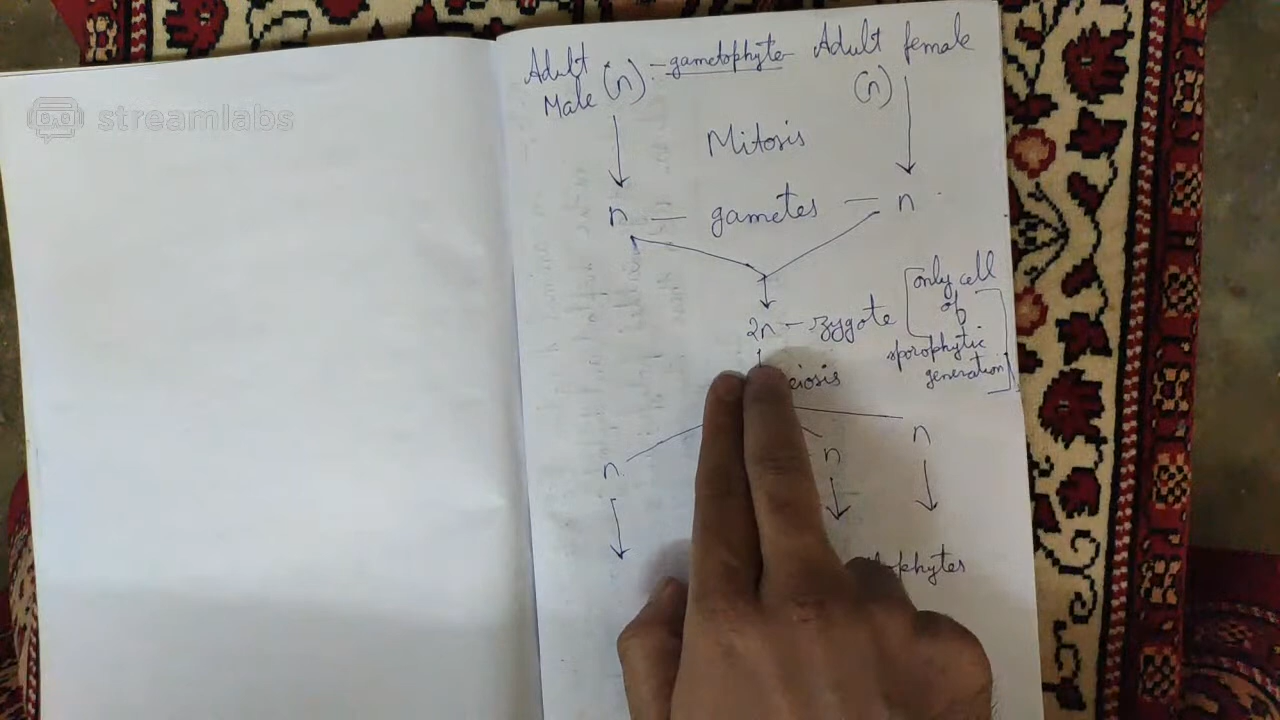 streamlabs
Adult Male (n) - gametophyte - Adult female (n)
Mitosis
n - gametes - n
2n - zygote
[only cell
of
sporophytic
generation]
n n n